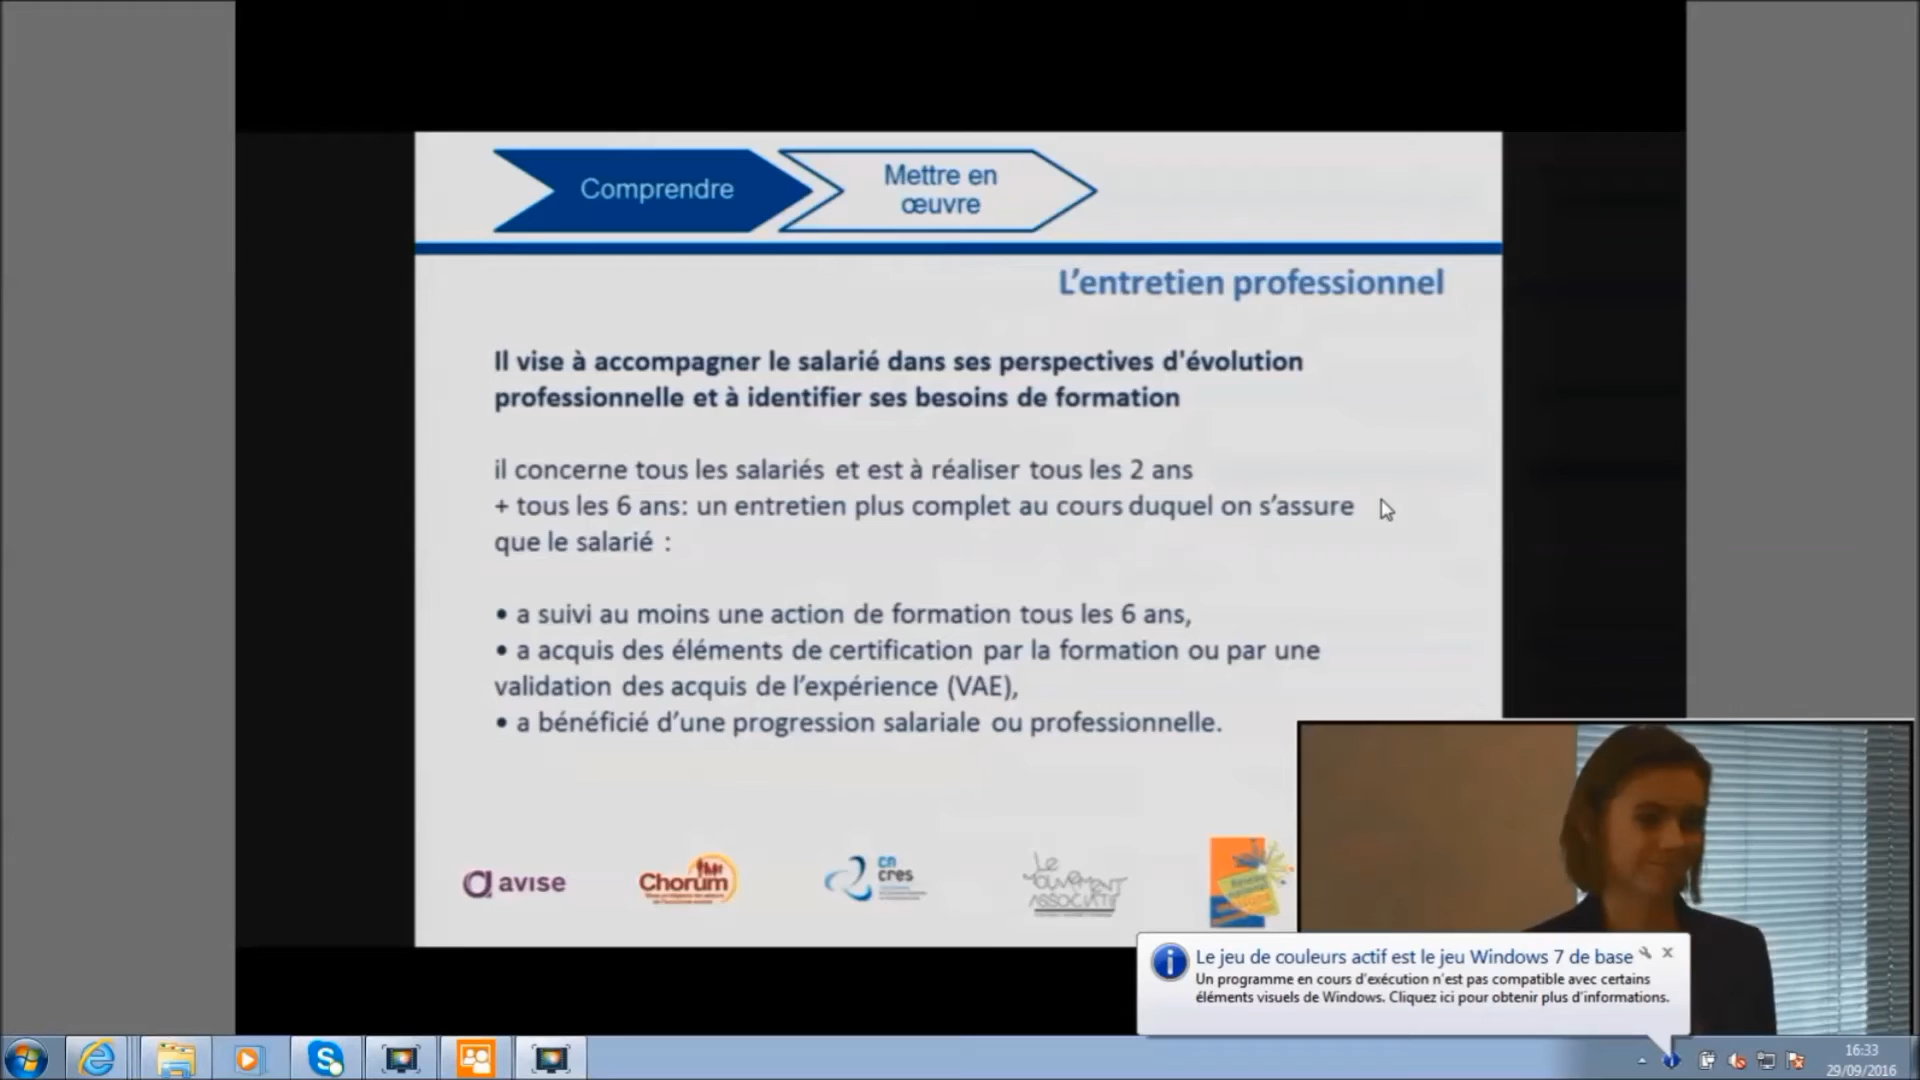 Comprendre
Mettre en
œuvre
L'entretien professionnel
Il vise à accompagner le salarié dans ses perspectives d'évolution
professionnelle et à identifier ses besoins de formation
il concerne tous les salariés et est à réaliser tous les 2 ans
+ tous les 6 ans: un entretien plus complet au cours duquel on s'assure
que le salarié :
• a suivi au moins une action de formation tous les 6 ans,
• a acquis des éléments de certification par la formation ou par une
validation des acquis de l'expérience (VAE),
• a bénéficié d'une progression salariale ou professionnelle.
avise
Chorum
cn
cres
Le
MOUVEMENT
ASSOCIATIF
Le jeu de couleurs actif est le jeu Windows 7 de base
Un programme en cours d'exécution n'est pas compatible avec certains
éléments visuels de Windows. Cliquez ici pour obtenir plus d'informations.
16:33
29/09/2016